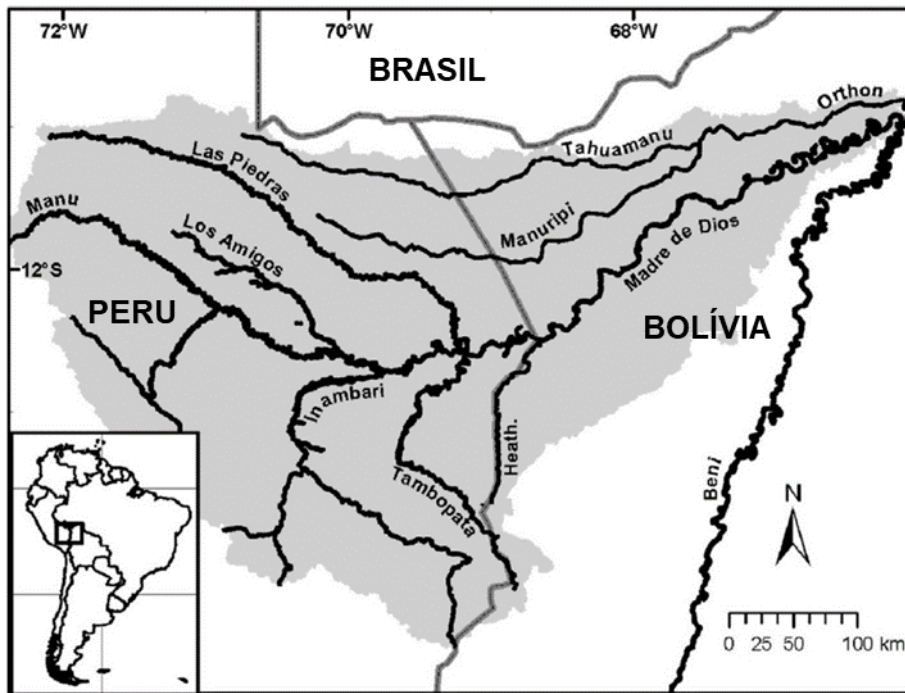 72°W
70°W
68°W
BRASIL
Orthon
Tahuamanu
Las Piedras
Manu
Los Amigos
Manuripi
Madre de Dios
12°S
PERU
BOLÍVIA
Inambari
Heath.
Tambopata
Beni
N
0 25 50 100 km